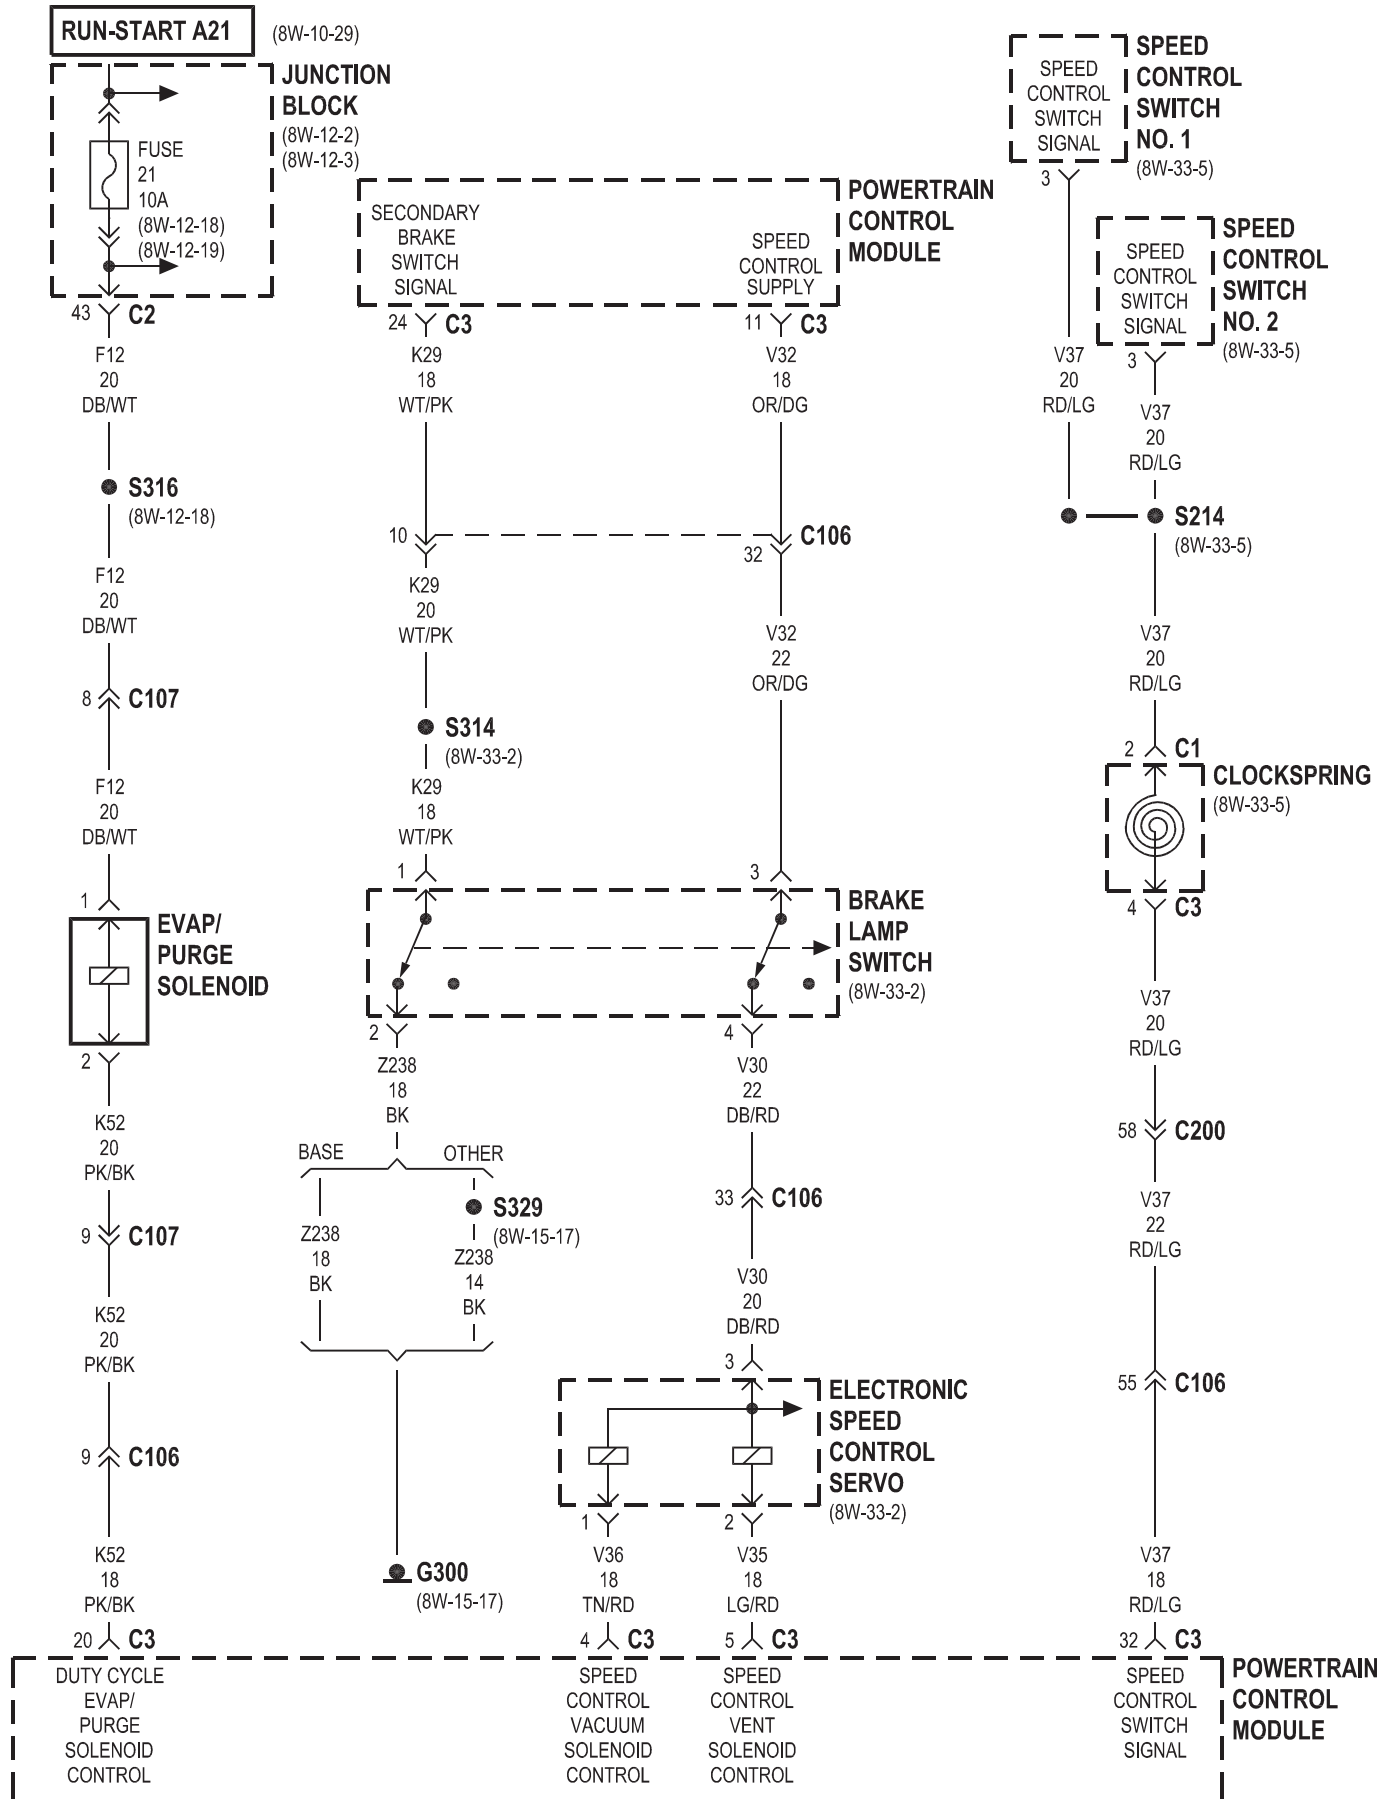 RUN-START A21
(8W-10-29)
JUNCTION
BLOCK
(8W-12-2)
(8W-12-3)
FUSE
21
10A
(8W-12-18)
(8W-12-19)
43
C2
F12
20
DB/WT
S316
(8W-12-18)
F12
20
DB/WT
8
C107
F12
20
DB/WT
1
EVAP/
PURGE
SOLENOID
2
K52
20
PK/BK
9
C107
K52
20
PK/BK
9
C106
K52
18
PK/BK
20
C3
DUTY CYCLE
EVAP/
PURGE
SOLENOID
CONTROL
POWERTRAIN
CONTROL
MODULE
SECONDARY
BRAKE
SWITCH
SIGNAL
SPEED
CONTROL
SUPPLY
24
C3
K29
18
WT/PK
11
C3
V32
18
OR/DG
10
32
C106
K29
20
WT/PK
S314
(8W-33-2)
K29
18
WT/PK
1
V32
22
OR/DG
3
BRAKE
LAMP
SWITCH
(8W-33-2)
2
Z238
18
BK
BASE
OTHER
S329
(8W-15-17)
Z238
18
BK
Z238
14
BK
G300
(8W-15-17)
4
V30
22
DB/RD
33
C106
V30
20
DB/RD
3
ELECTRONIC
SPEED
CONTROL
SERVO
(8W-33-2)
1
V36
18
TN/RD
4
C3
SPEED
CONTROL
VACUUM
SOLENOID
CONTROL
2
V35
18
LG/RD
5
C3
SPEED
CONTROL
VENT
SOLENOID
CONTROL
SPEED
CONTROL
SWITCH
SIGNAL
SPEED
CONTROL
SWITCH
NO. 1
(8W-33-5)
3
V37
20
RD/LG
SPEED
CONTROL
SWITCH
SIGNAL
SPEED
CONTROL
SWITCH
NO. 2
(8W-33-5)
3
V37
20
RD/LG
S214
(8W-33-5)
V37
20
RD/LG
2
C1
CLOCKSPRING
(8W-33-5)
4
C3
V37
20
RD/LG
58
C200
V37
22
RD/LG
55
C106
V37
18
RD/LG
32
C3
SPEED
CONTROL
SWITCH
SIGNAL
POWERTRAIN
CONTROL
MODULE